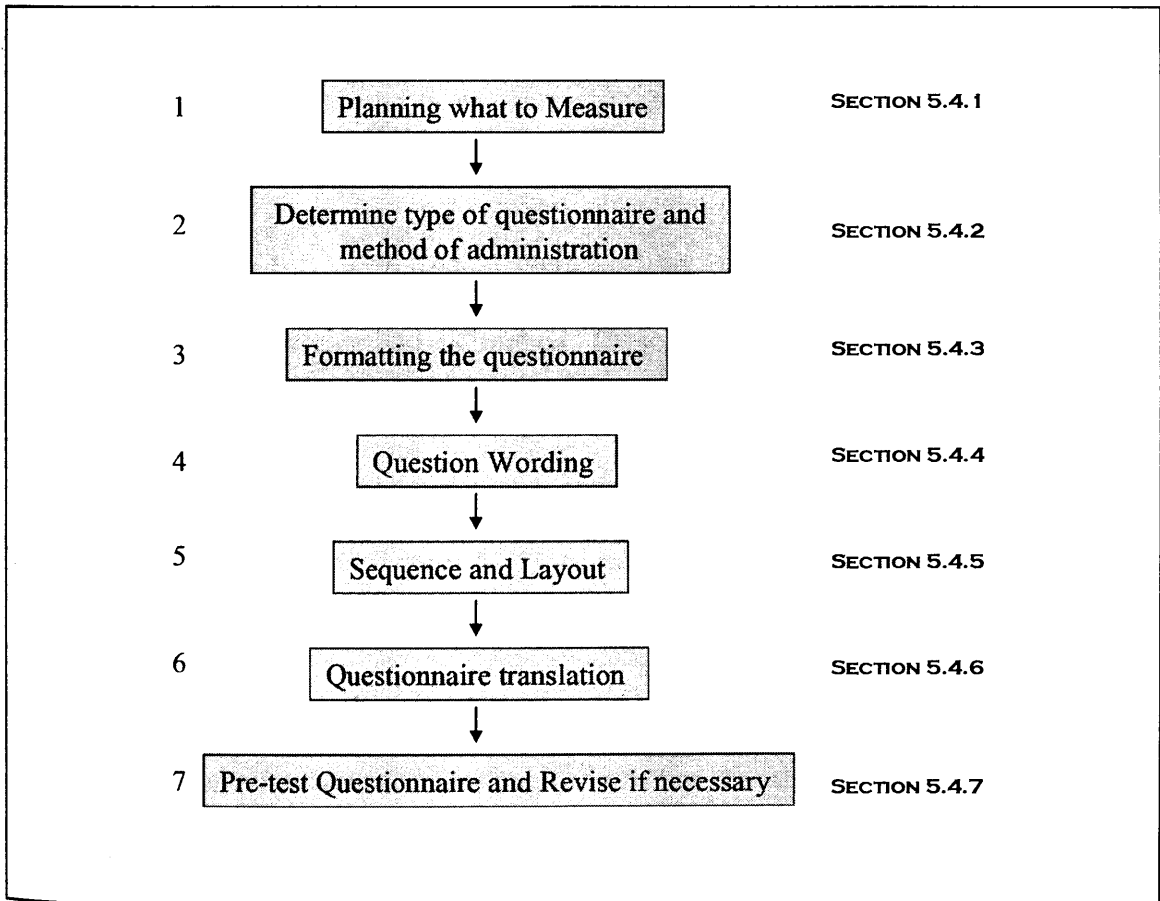 1 Planning what to Measure SECTION 5.4.1
2 Determine type of questionnaire and
method of administration SECTION 5.4.2
3 Formatting the questionnaire SECTION 5.4.3
4 Question Wording SECTION 5.4.4
5 Sequence and Layout SECTION 5.4.5
6 Questionnaire translation SECTION 5.4.6
7 Pre-test Questionnaire and Revise if necessary SECTION 5.4.7